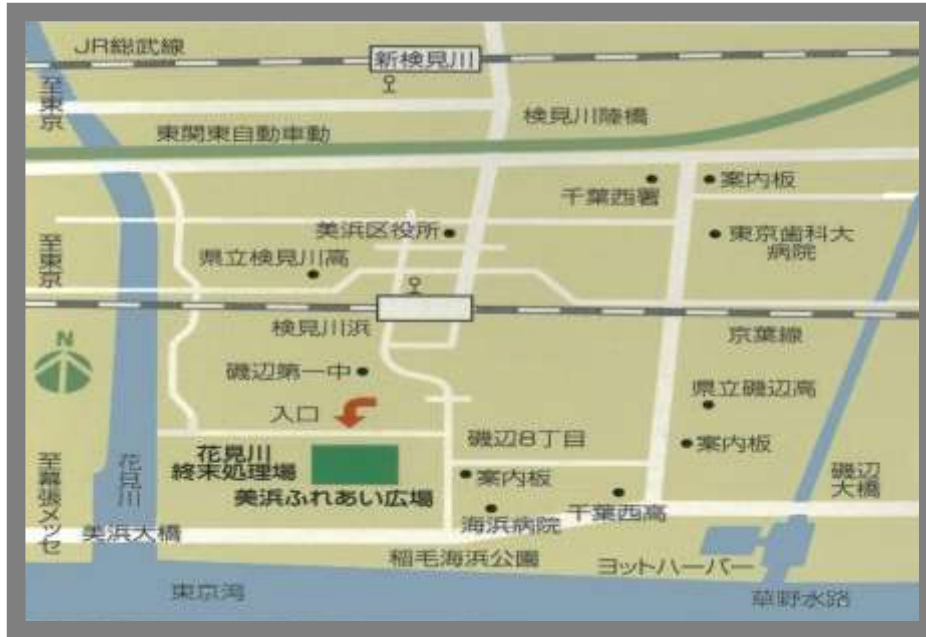 JR総武線
新検見川
至東京
検見川陸橋
東関東自動車動
千葉西署
案内板
美浜区役所
東京歯科大
病院
至東京
県立検見川高
検見川浜
京葉線
N
磯辺第一中
県立磯辺高
入口
磯辺8丁目
案内板
花見川
終末処理場
美浜ふれあい広場
案内板
磯辺
大橋
至幕張メッセ
花見川
千葉西高
海浜病院
美浜大橋
稲毛海浜公園
ヨットハーバー
東京湾
草野水路